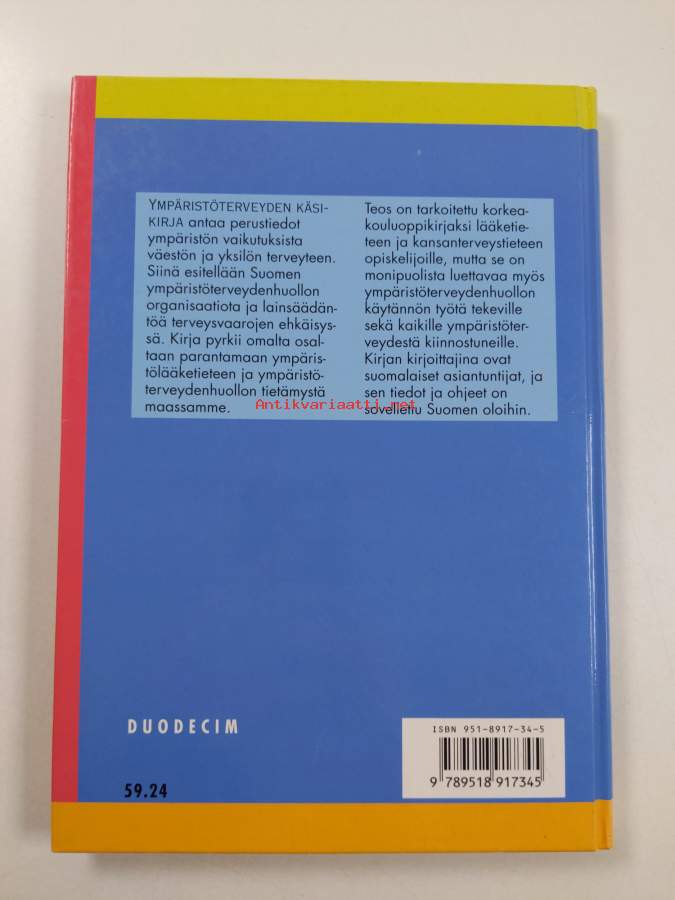 YMPÄRISTÖTERVEYDEN KÄSI-
KIRJA antaa perustiedot
ympäristön vaikutuksista
väestön ja yksilön terveyteen.
Siinä esitellään Suomen
ympäristöterveydenhuollon
organisaatiota ja lainsäädän-
töä terveysvaarojen ehkäisys-
sä. Kirja pyrkii omalta osal-
taan parantamaan ympäris-
tölääketieteen ja ympäristö-
terveydenhuollon tietämystä
maassamme.
Teos on tarkoitettu korkea-
kouluoppikirjaksi lääketie-
teen ja kansanterveystieteen
opiskelijoille, mutta se on
monipuolista luettavaa myös
ympäristöterveydenhuollon
käytännön työtä tekeville
sekä kaikille ympäristöter-
veydestä kiinnostuneille.
Kirjan kirjoittajina ovat
suomalaiset asiantuntijat, ja
sen tiedot ja ohjeet on
sovellettu Suomen oloihin.
Antikvariaatti.net
DUODECIM
59.24
ISBN 951-8917-34-5
9 789518 917345